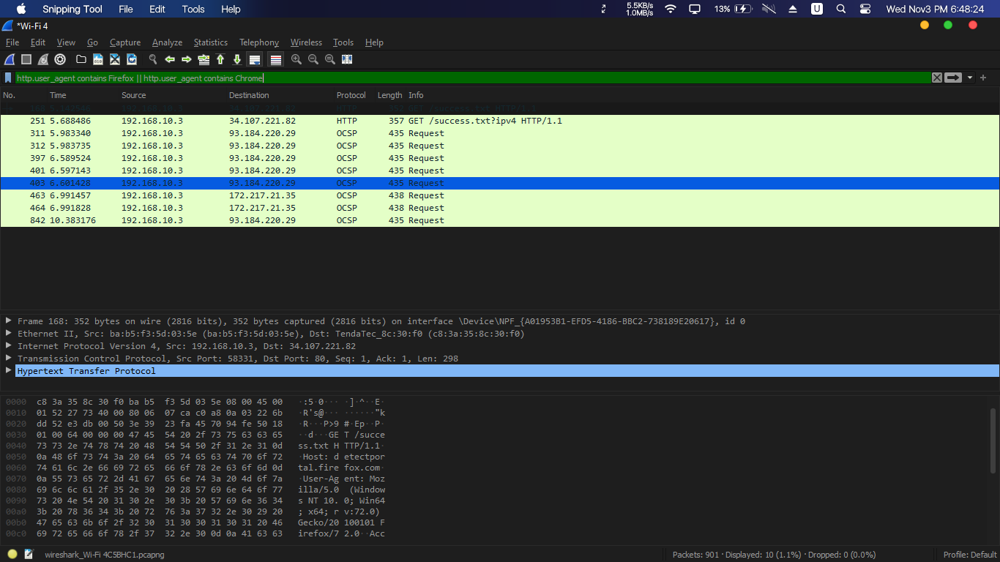 Snipping Tool File Edit Tools Help 5.5KB/s 1.0MB/s 13% U Wed Nov3 PM 6:48:24
*Wi-Fi 4
File Edit View Go Capture Analyze Statistics Telephony Wireless Tools Help
http.user_agent contains Firefox || http.user_agent contains Chrome
No. Time Source Destination Protocol Length Info
168 5.142546 192.168.10.3 34.107.221.82 HTTP 352 GET /success.txt HTTP/1.1
251 5.688486 192.168.10.3 34.107.221.82 HTTP 357 GET /success.txt?ipv4 HTTP/1.1
311 5.983340 192.168.10.3 93.184.220.29 OCSP 435 Request
312 5.983735 192.168.10.3 93.184.220.29 OCSP 435 Request
397 6.589524 192.168.10.3 93.184.220.29 OCSP 435 Request
401 6.597143 192.168.10.3 93.184.220.29 OCSP 435 Request
403 6.601428 192.168.10.3 93.184.220.29 OCSP 435 Request
463 6.991457 192.168.10.3 172.217.21.35 OCSP 438 Request
464 6.991828 192.168.10.3 172.217.21.35 OCSP 438 Request
842 10.383176 192.168.10.3 93.184.220.29 OCSP 435 Request
Frame 168: 352 bytes on wire (2816 bits), 352 bytes captured (2816 bits) on interface \Device\NPF_{A01953B1-EFD5-4186-BBC2-738189E20617}, id 0
Ethernet II, Src: ba:b5:f3:5d:03:5e (ba:b5:f3:5d:03:5e), Dst: TendaTec_8c:30:f0 (c8:3a:35:8c:30:f0)
Internet Protocol Version 4, Src: 192.168.10.3, Dst: 34.107.221.82
Transmission Control Protocol, Src Port: 58331, Dst Port: 80, Seq: 1, Ack: 1, Len: 298
Hypertext Transfer Protocol
0000 c8 3a 35 8c 30 f0 ba b5 f3 5d 03 5e 08 00 45 00 ·:5·0··· ·]·^··E·
0010 01 52 27 73 40 00 80 06 07 ca c0 a8 0a 03 22 6b ·R's@··· ······"k
0020 dd 52 e3 db 00 50 3e 39 23 fa 45 70 94 fe 50 18 ·R···P>9 #·Ep··P·
0030 01 00 64 00 00 00 47 45 54 20 2f 73 75 63 63 65 ··d···GE T /succe
0040 73 73 2e 74 78 74 20 48 54 54 50 2f 31 2e 31 0d ss.txt H TTP/1.1·
0050 0a 48 6f 73 74 3a 20 64 65 74 65 63 74 70 6f 72 ·Host: d etectpor
0060 74 61 6c 2e 66 69 72 65 66 6f 78 2e 63 6f 6d 0d tal.fire fox.com·
0070 0a 55 73 65 72 2d 41 67 65 6e 74 3a 20 4d 6f 7a ·User-Ag ent: Moz
0080 69 6c 6c 61 2f 35 2e 30 20 28 57 69 6e 64 6f 77 illa/5.0 (Window
0090 73 20 4e 54 20 31 30 2e 30 3b 20 57 69 6e 36 34 s NT 10. 0; Win64
00a0 3b 20 78 36 34 3b 20 72 76 3a 37 32 2e 30 29 20 ; x64; r v:72.0)
00b0 47 65 63 6b 6f 2f 32 30 31 30 30 31 30 31 20 46 Gecko/20 100101 F
00c0 69 72 65 66 6f 78 2f 37 32 2e 30 0d 0a 41 63 63 irefox/7 2.0··Acc
wireshark_Wi-Fi 4C5BHC1.pcapng Packets: 901 · Displayed: 10 (1.1%) · Dropped: 0 (0.0%) Profile: Default